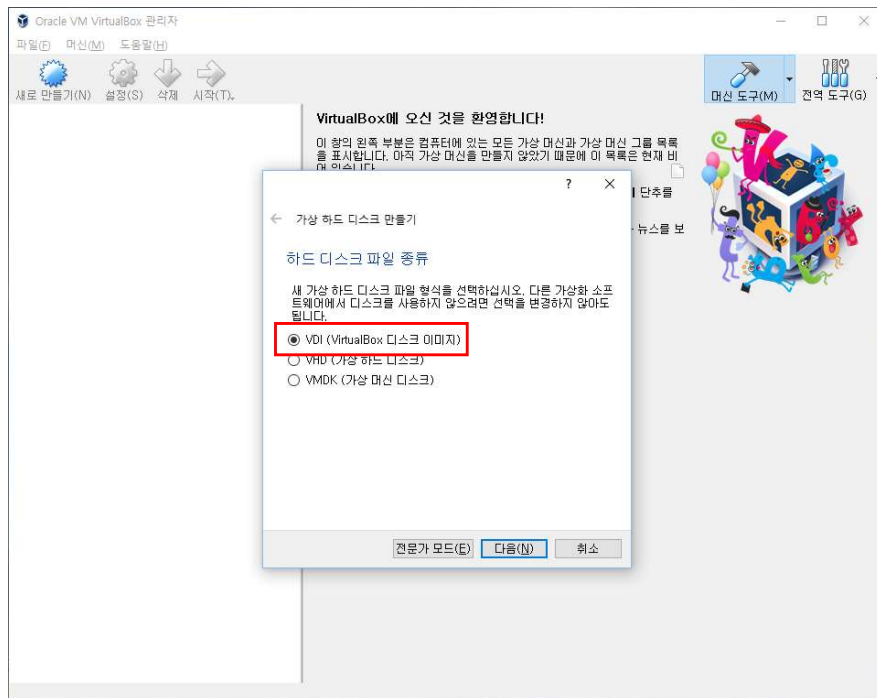 Oracle VM VirtualBox 관리자
파일(F) 머신(M) 도움말(H)
새로 만들기(N) 설정(S) 삭제 시작(T)
머신 도구(M) 전역 도구(G)
VirtualBox에 오신 것을 환영합니다!
이 창의 왼쪽 부분은 컴퓨터에 있는 모든 가상 머신과 가상 머신 그룹 목록
을 표시합니다. 아직 가상 머신을 만들지 않았기 때문에 이 목록은 현재 비
어 있습니다.
단추를
뉴스를 보
가상 하드 디스크 만들기
하드 디스크 파일 종류
새 가상 하드 디스크 파일 형식을 선택하십시오. 다른 가상화 소프
트웨어에서 디스크를 사용하지 않으려면 선택을 변경하지 않아도
됩니다.
VDI (VirtualBox 디스크 이미지)
VHD (가상 하드 디스크)
VMDK (가상 머신 디스크)
전문가 모드(E) 다음(N) 취소